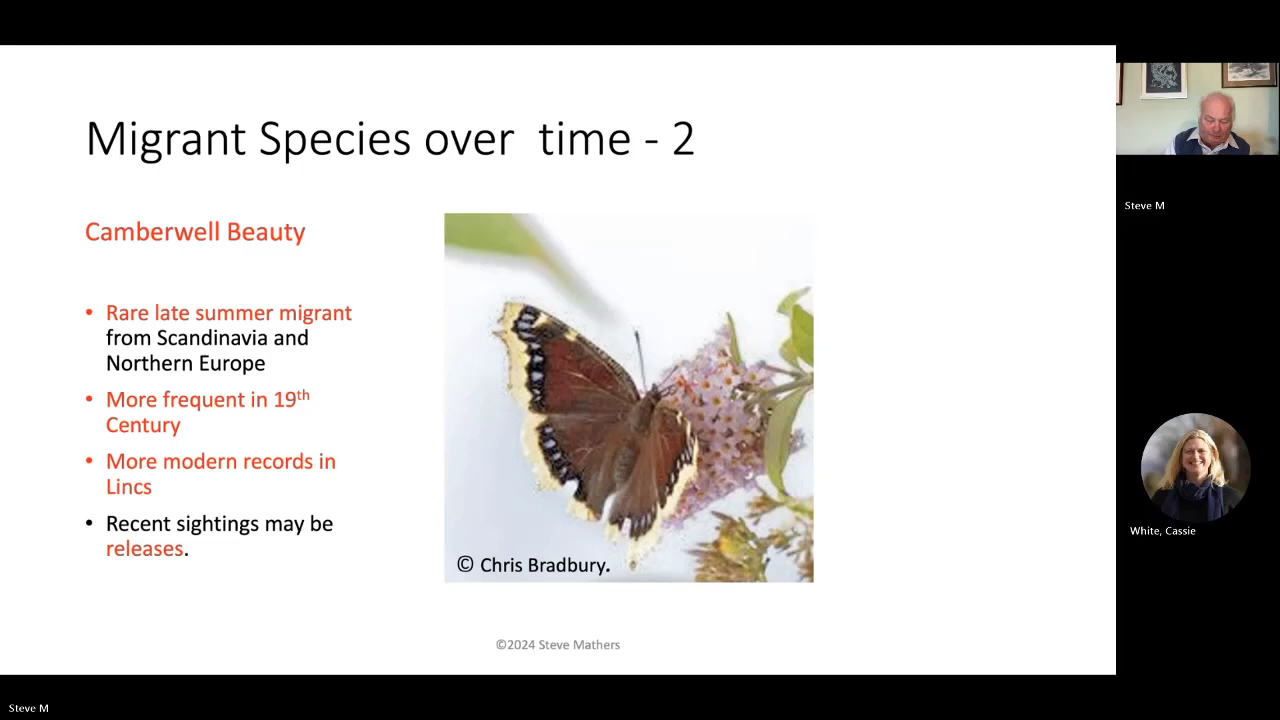 Migrant Species over  time - 2
Camberwell Beauty
• Rare late summer migrant
from Scandinavia and
Northern Europe
• More frequent in 19th
Century
• More modern records in
Lincs
• Recent sightings may be
releases.
© Chris Bradbury.
©2024 Steve Mathers
Steve M
White, Cassie
Steve M